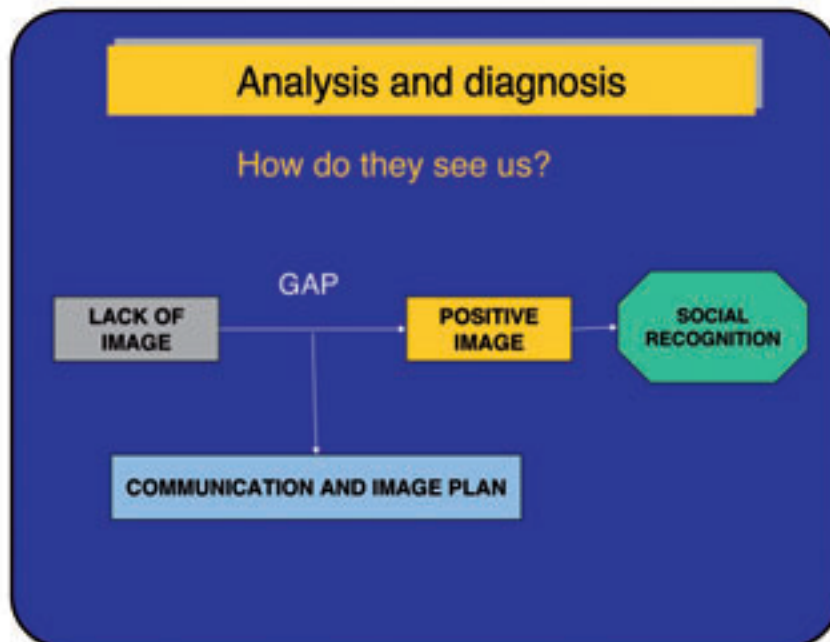 Analysis and diagnosis
How do they see us?
GAP
LACK OF
IMAGE
POSITIVE
IMAGE
SOCIAL
RECOGNITION
COMMUNICATION AND IMAGE PLAN